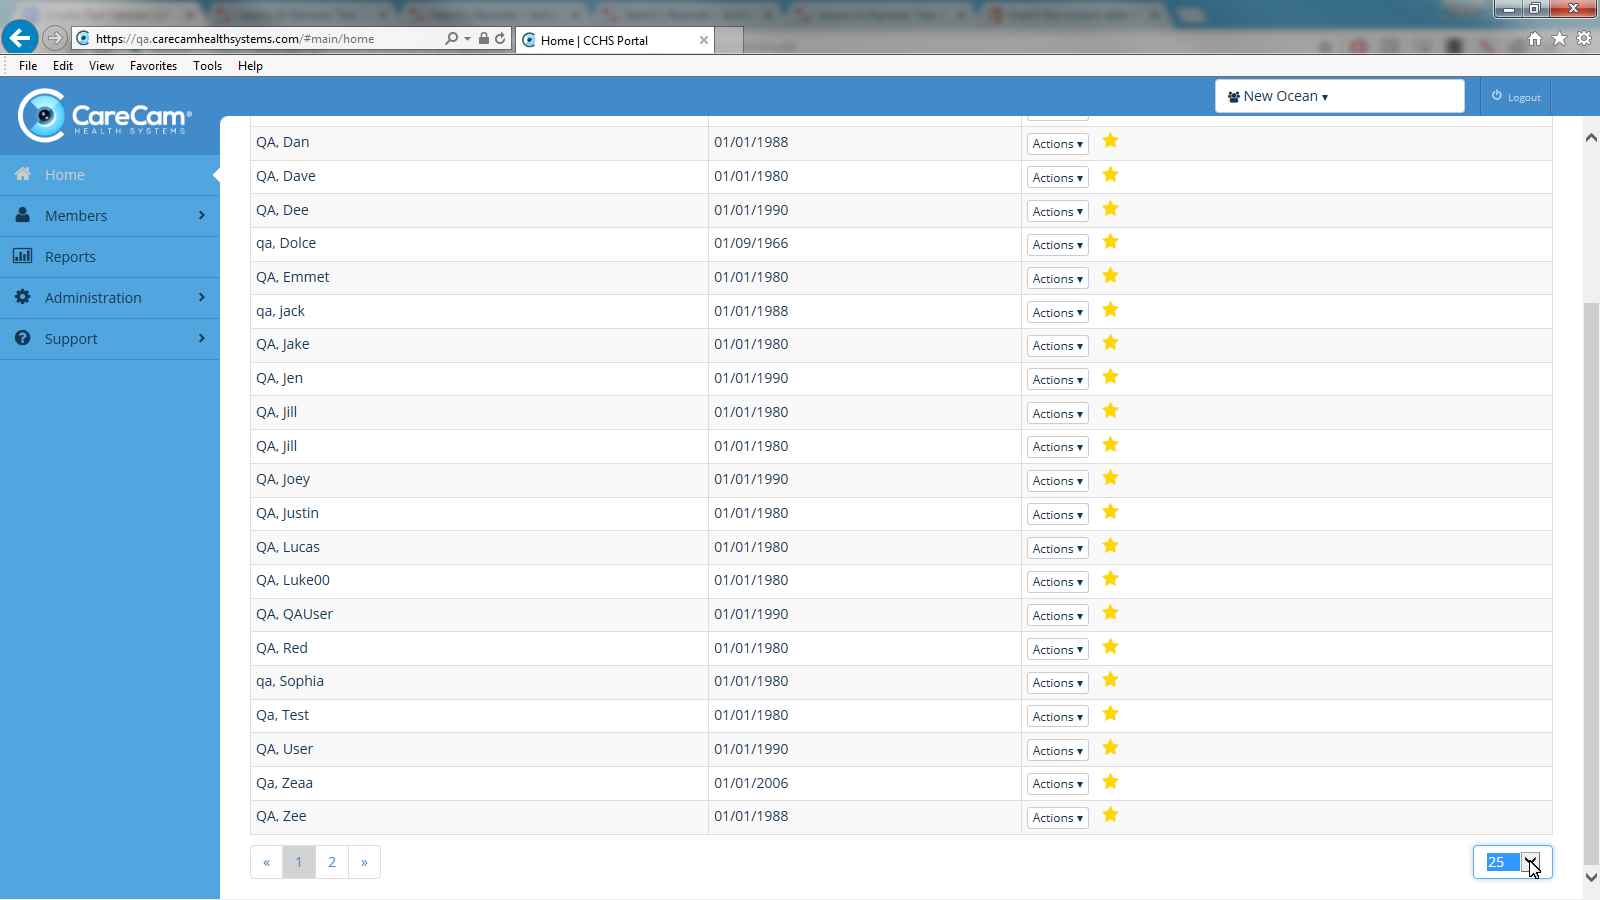 https://qa.carecamhealthsystems.com/#main/home
Home | CCHS Portal
File Edit View Favorites Tools Help
CareCam
HEALTH SYSTEMS
New Ocean
Logout
Home
Members
Reports
Administration
Support
QA, Dan 01/01/1988 Actions
QA, Dave 01/01/1980 Actions
QA, Dee 01/01/1990 Actions
qa, Dolce 01/09/1966 Actions
QA, Emmet 01/01/1980 Actions
qa, jack 01/01/1988 Actions
QA, Jake 01/01/1980 Actions
QA, Jen 01/01/1990 Actions
QA, Jill 01/01/1980 Actions
QA, Jill 01/01/1980 Actions
QA, Joey 01/01/1990 Actions
QA, Justin 01/01/1980 Actions
QA, Lucas 01/01/1980 Actions
QA, Luke00 01/01/1980 Actions
QA, QAUser 01/01/1990 Actions
QA, Red 01/01/1980 Actions
qa, Sophia 01/01/1980 Actions
Qa, Test 01/01/1980 Actions
QA, User 01/01/1990 Actions
Qa, Zeaa 01/01/2006 Actions
QA, Zee 01/01/1988 Actions
« 1 2 »
25